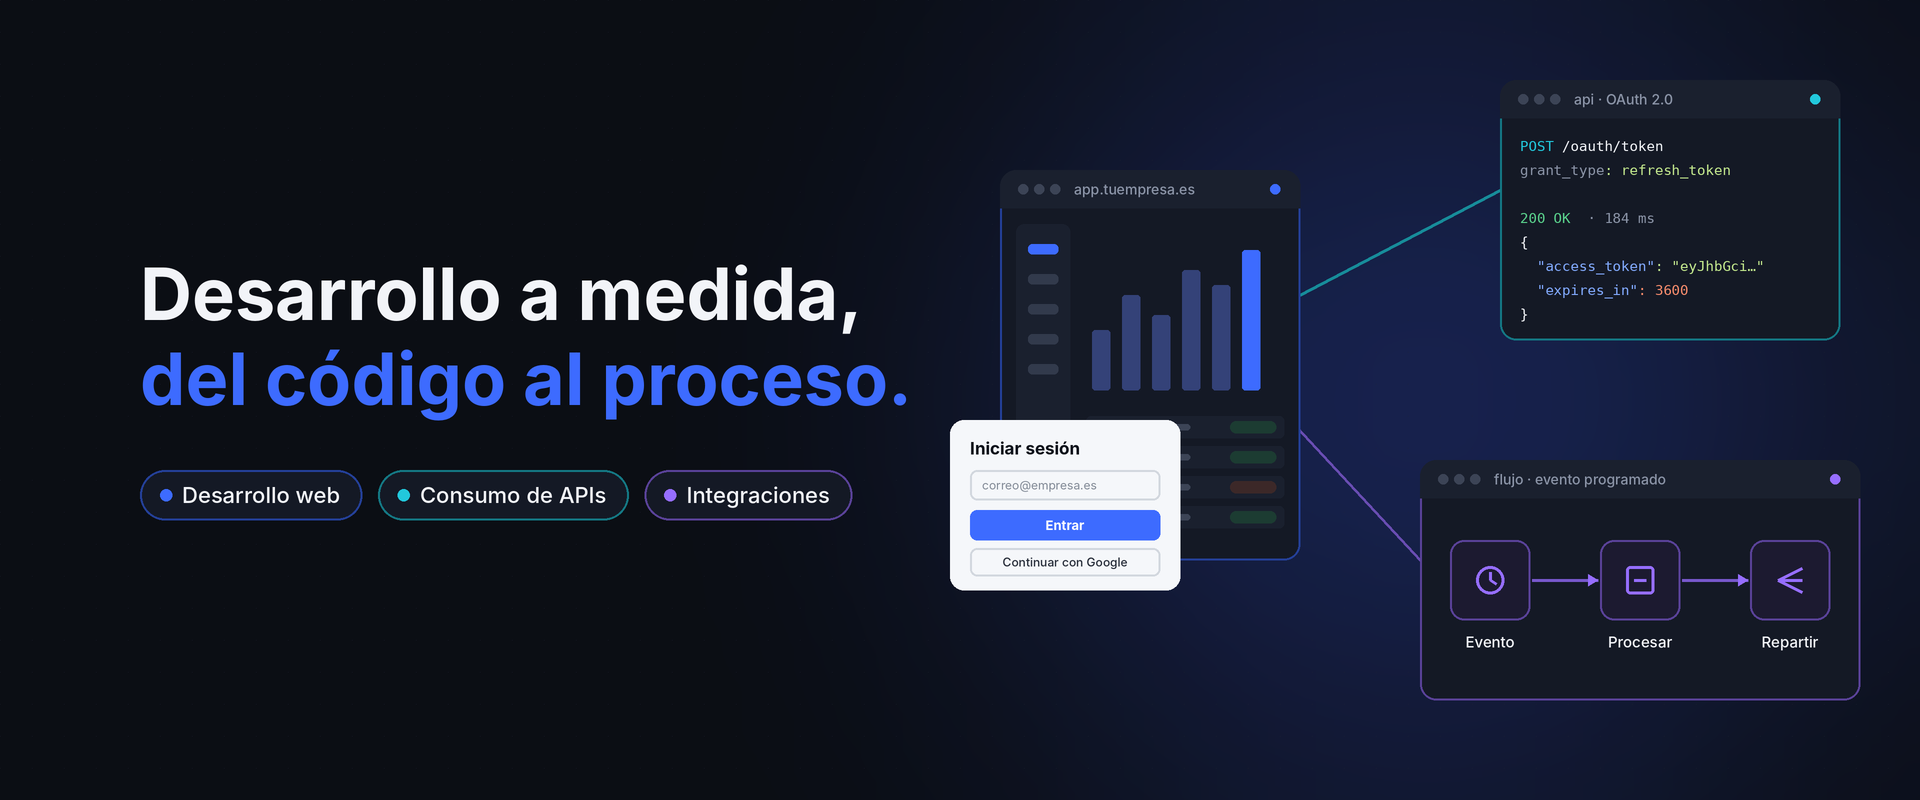 Desarrollo a medida,
del código al proceso.
Desarrollo web
Consumo de APIs
Integraciones
app.tuempresa.es
Iniciar sesión
correo@empresa.es
Entrar
Continuar con Google
api · OAuth 2.0
POST /oauth/token
grant_type: refresh_token
200 OK · 184 ms
{
"access_token": "eyJhbGci…"
"expires_in": 3600
}
flujo · evento programado
Evento
Procesar
Repartir